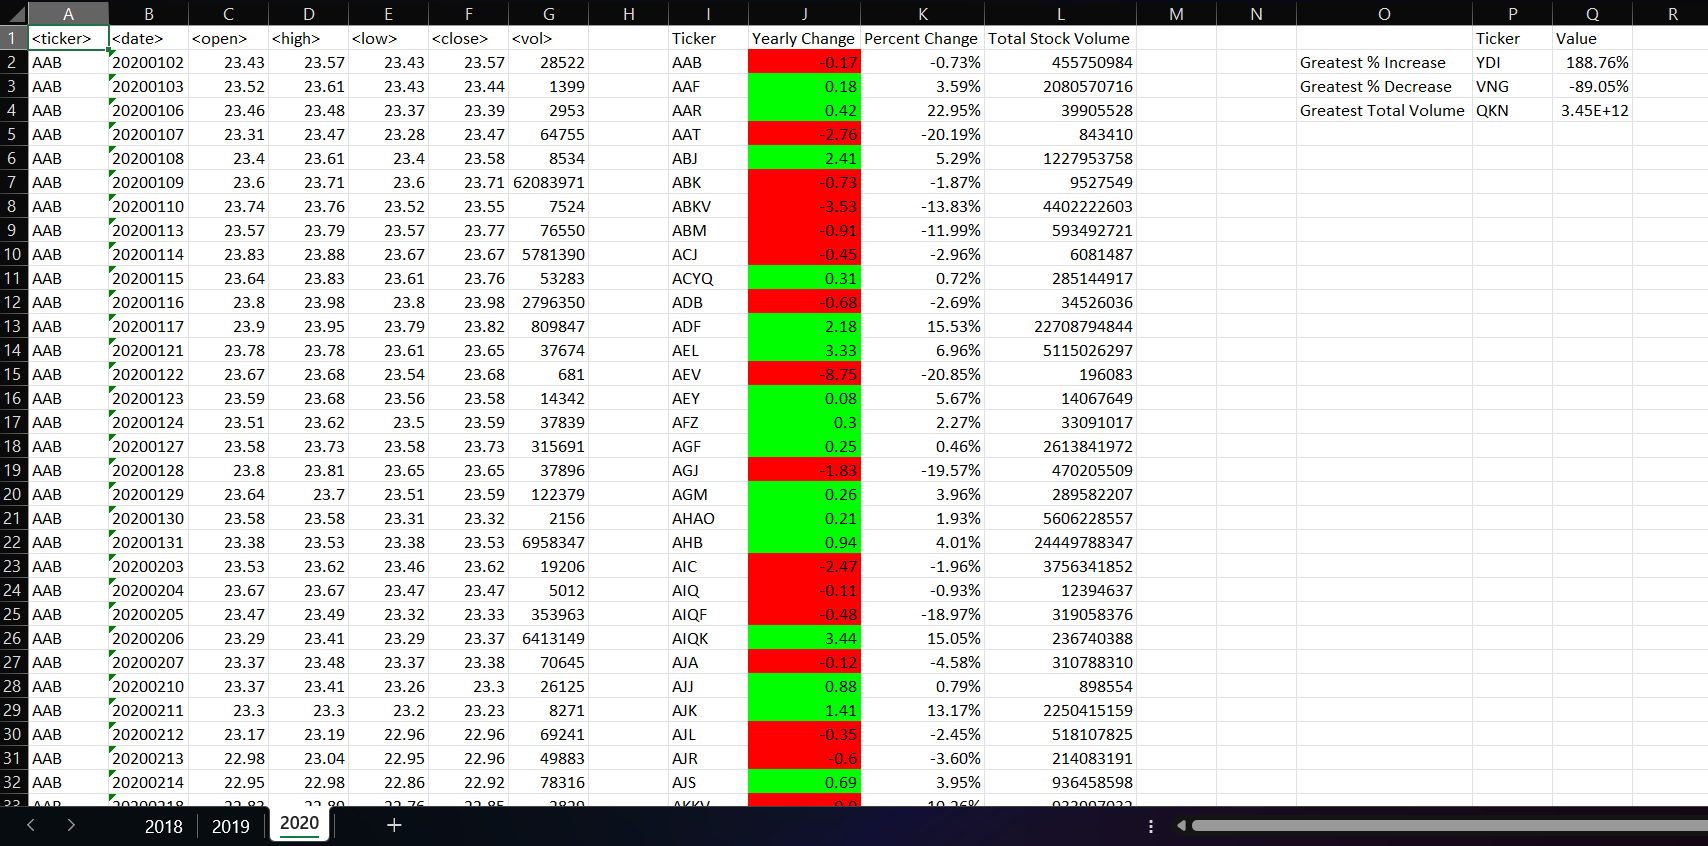 A B C D E F G H I J K L M N O P Q R
1 <ticker> <date> <open> <high> <low> <close> <vol> Ticker Yearly Change Percent Change Total Stock Volume Ticker Value
2 AAB 20200102 23.43 23.57 23.43 23.57 28522 AAB -0.17 -0.73% 455750984 Greatest % Increase YDI 188.76%
3 AAB 20200103 23.52 23.61 23.43 23.44 1399 AAF 0.18 3.59% 2080570716 Greatest % Decrease VNG -89.05%
4 AAB 20200106 23.46 23.48 23.37 23.39 2953 AAR 0.42 22.95% 39905528 Greatest Total Volume QKN 3.45E+12
5 AAB 20200107 23.31 23.47 23.28 23.47 64755 AAT -2.76 -20.19% 843410
6 AAB 20200108 23.4 23.61 23.4 23.58 8534 ABJ 2.41 5.29% 1227953758
7 AAB 20200109 23.6 23.71 23.6 23.71 62083971 ABK -0.73 -1.87% 9527549
8 AAB 20200110 23.74 23.76 23.52 23.55 7524 ABKV -3.53 -13.83% 4402222603
9 AAB 20200113 23.57 23.79 23.57 23.77 76550 ABM -0.91 -11.99% 593492721
10 AAB 20200114 23.83 23.88 23.67 23.67 5781390 ACJ -0.45 -2.96% 6081487
11 AAB 20200115 23.64 23.83 23.61 23.76 53283 ACYQ 0.31 0.72% 285144917
12 AAB 20200116 23.8 23.98 23.8 23.98 2796350 ADB -0.68 -2.69% 34526036
13 AAB 20200117 23.9 23.95 23.79 23.82 809847 ADF 2.18 15.53% 22708794844
14 AAB 20200121 23.78 23.78 23.61 23.65 37674 AEL 3.33 6.96% 5115026297
15 AAB 20200122 23.67 23.68 23.54 23.68 681 AEV -8.75 -20.85% 196083
16 AAB 20200123 23.59 23.68 23.56 23.58 14342 AEY 0.08 5.67% 14067649
17 AAB 20200124 23.51 23.62 23.5 23.59 37839 AFZ 0.3 2.27% 33091017
18 AAB 20200127 23.58 23.73 23.58 23.73 315691 AGF 0.25 0.46% 2613841972
19 AAB 20200128 23.8 23.81 23.65 23.65 37896 AGJ -1.83 -19.57% 470205509
20 AAB 20200129 23.64 23.7 23.51 23.59 122379 AGM 0.26 3.96% 289582207
21 AAB 20200130 23.58 23.58 23.31 23.32 2156 AHAO 0.21 1.93% 5606228557
22 AAB 20200131 23.38 23.53 23.38 23.53 6958347 AHB 0.94 4.01% 24449788347
23 AAB 20200203 23.53 23.62 23.46 23.62 19206 AIC -2.47 -1.96% 3756341852
24 AAB 20200204 23.67 23.67 23.47 23.47 5012 AIQ -0.11 -0.93% 12394637
25 AAB 20200205 23.47 23.49 23.32 23.33 353963 AIQF -0.48 -18.97% 319058376
26 AAB 20200206 23.29 23.41 23.29 23.37 6413149 AIQK 3.44 15.05% 236740388
27 AAB 20200207 23.37 23.48 23.37 23.38 70645 AJA -0.12 -4.58% 310788310
28 AAB 20200210 23.37 23.41 23.26 23.3 26125 AJJ 0.88 0.79% 898554
29 AAB 20200211 23.3 23.3 23.2 23.23 8271 AJK 1.41 13.17% 2250415159
30 AAB 20200212 23.17 23.19 22.96 22.96 69241 AJL -0.35 -2.45% 518107825
31 AAB 20200213 22.98 23.04 22.95 22.96 49883 AJR -0.6 -3.60% 214083191
32 AAB 20200214 22.95 22.98 22.86 22.92 78316 AJS 0.69 3.95% 936458598
33 AAB 20200218
2018 2019 2020 +